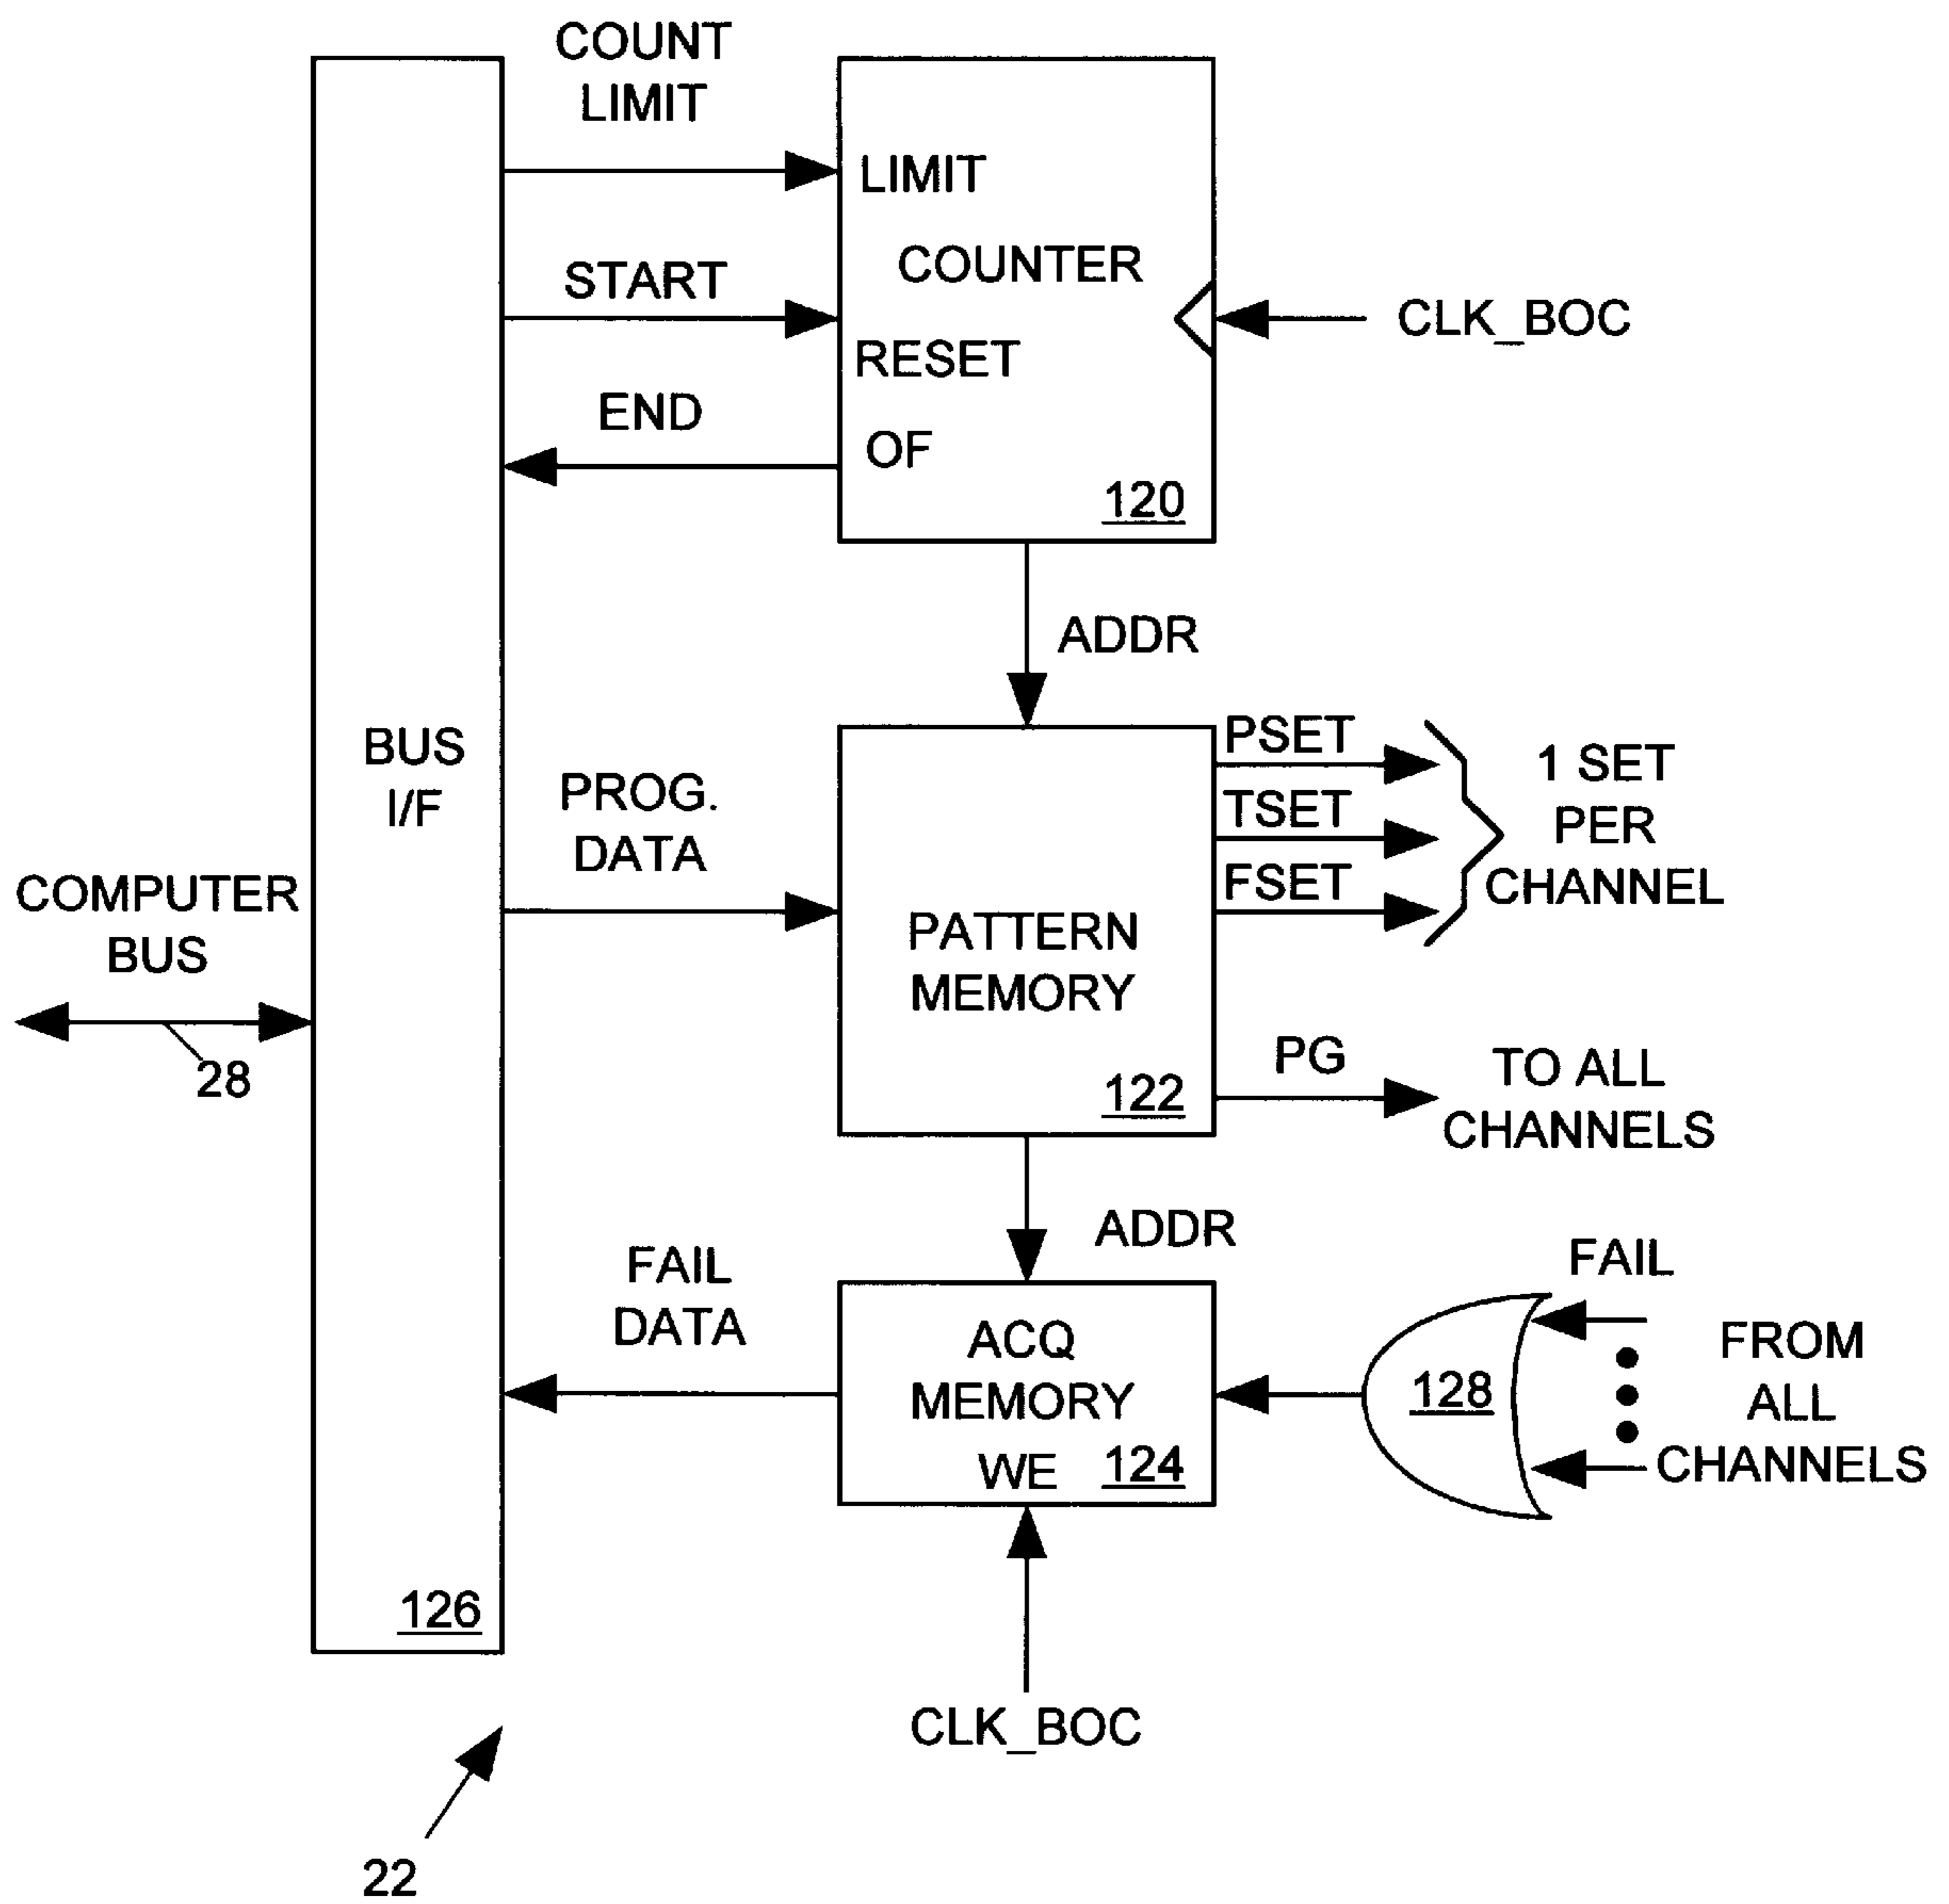 COUNT
LIMIT
LIMIT
COUNTER
START
RESET
CLK_BOC
END
OF
120
ADDR
BUS
I/F
PROG.
DATA
PSET
TSET
FSET
1 SET
PER
CHANNEL
PATTERN
MEMORY
COMPUTER
BUS
28
122
PG
TO ALL
CHANNELS
ADDR
FAIL
DATA
ACQ
MEMORY
WE
124
128
FAIL
FROM
ALL
CHANNELS
126
CLK_BOC
22